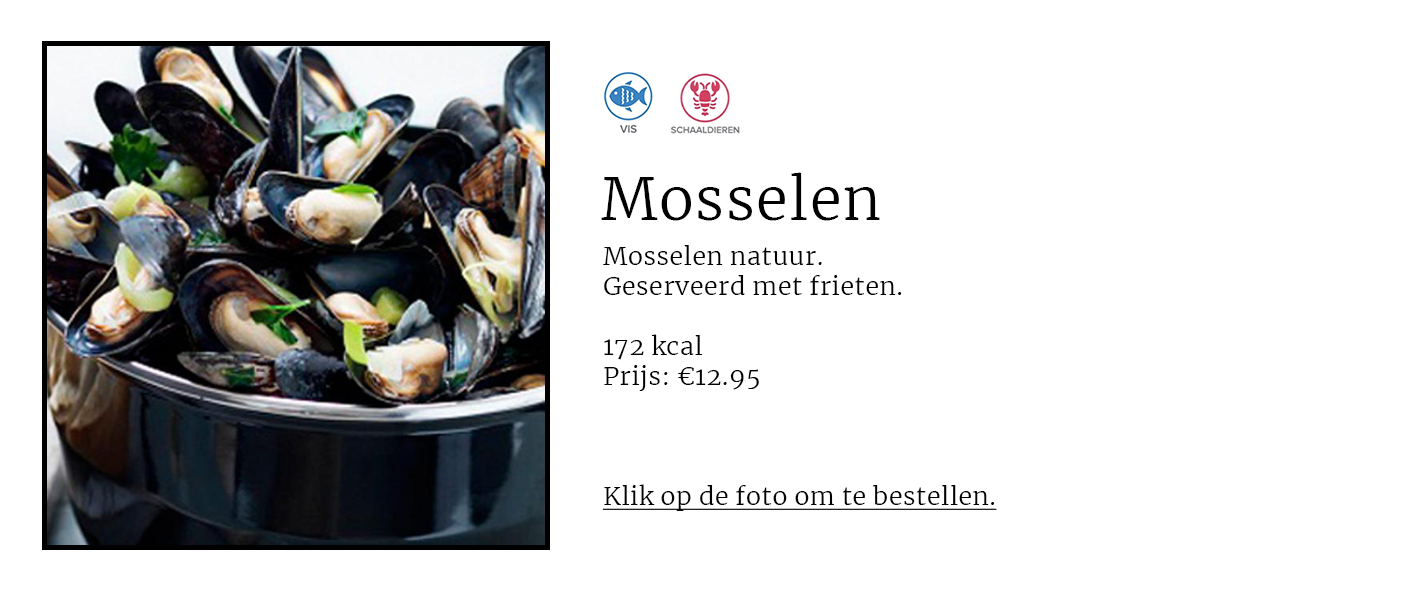 VIS SCHAALDIEREN
Mosselen
Mosselen natuur.
Geserveerd met frieten.
172 kcal
Prijs: €12.95
Klik op de foto om te bestellen.